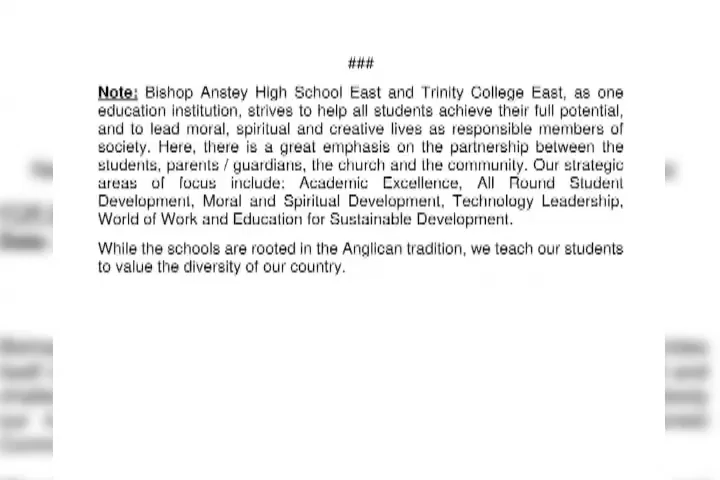 ###
Note: Bishop Anstey High School East and Trinity College East, as one
education institution, strives to help all students achieve their full potential,
and to lead moral, spiritual and creative lives as responsible members of
society. Here, there is a great emphasis on the partnership between the
students, parents / guardians, the church and the community. Our strategic
areas of focus include: Academic Excellence, All Round Student
Development, Moral and Spiritual Development, Technology Leadership,
World of Work and Education for Sustainable Development.
While the schools are rooted in the Anglican tradition, we teach our students
to value the diversity of our country.